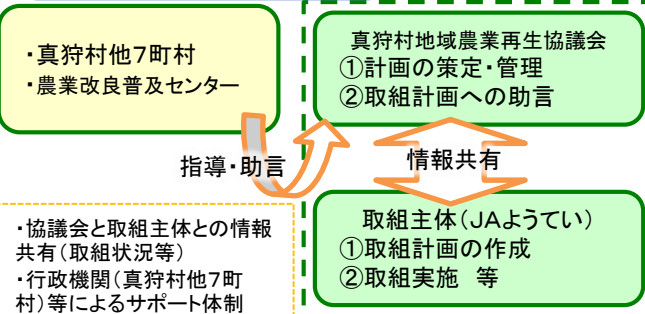 ・真狩村他7町村
・農業改良普及センター
真狩村地域農業再生協議会
①計画の策定・管理
②取組計画への助言
指導・助言
情報共有
・協議会と取組主体との情報
共有(取組状況等)
・行政機関(真狩村他7町
村)等によるサポート体制
取組主体(JAようてい)
①取組計画の作成
②取組実施　等